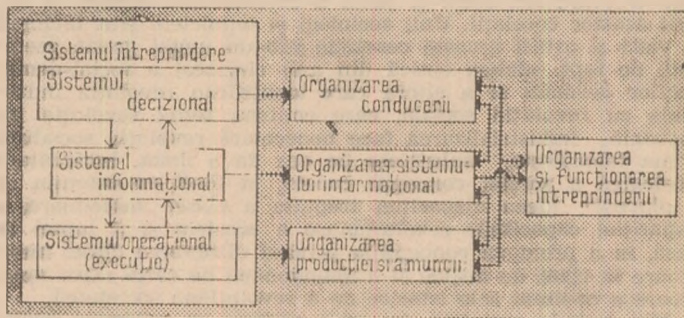 Sistemul întreprindere
Sistemul
decizional
Sistemul
informațional
Sistemul operațional
(execuție)
Organizarea
conducerii
Organizarea sistemu-
lui informațional
Organizarea
producției și a muncii
Organizarea
și funcționarea
întreprinderii